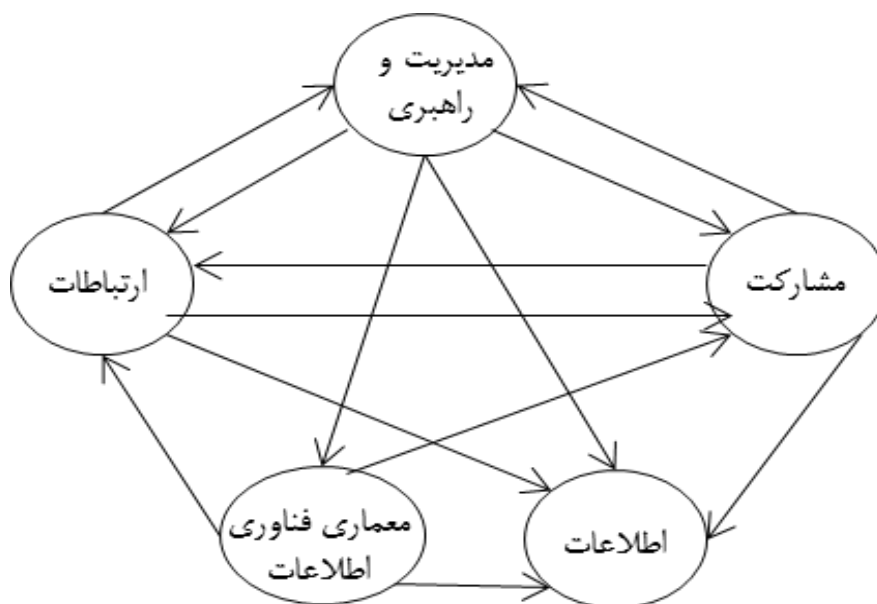 مدیریت و
راهبری
ارتباطات
مشارکت
معماری فناوری
اطلاعات
اطلاعات